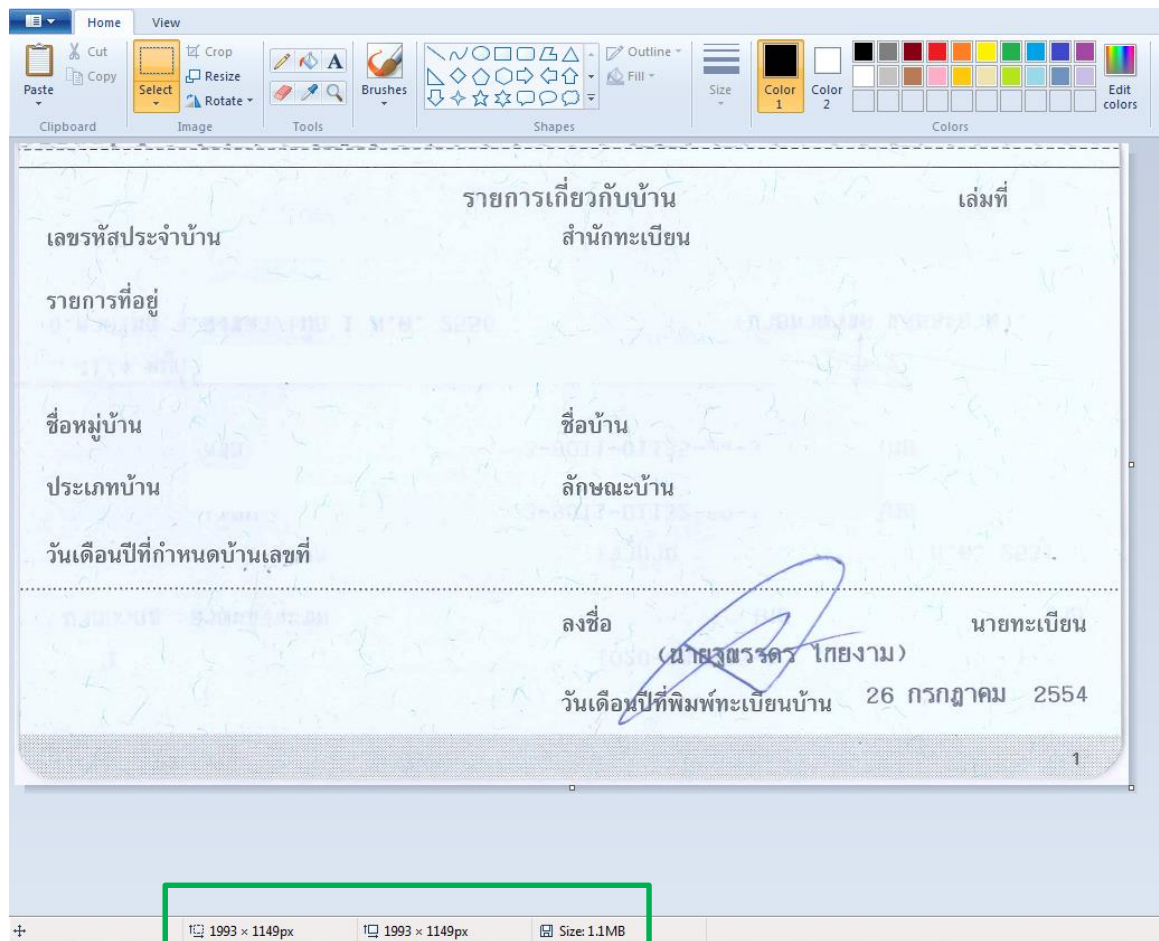 Home View
Cut
Copy
Paste
Clipboard
Select
Crop
Resize
Rotate
Image
A
Tools
Brushes
Outline
Fill
Shapes
Size
Color 1
Color 2
Edit colors
Colors
รายการเกี่ยวกับบ้าน เล่มที่
เลขรหัสประจำบ้าน สำนักทะเบียน
รายการที่อยู่
ชื่อหมู่บ้าน ชื่อบ้าน
ประเภทบ้าน ลักษณะบ้าน
วันเดือนปีที่กำหนดบ้านเลขที่
ลงชื่อ นายทะเบียน
ไทยงาม)
วันเดือนปีที่พิมพ์ทะเบียนบ้าน 26 กรกฎาคม 2554
1
1993 × 1149px 1993 × 1149px Size: 1.1MB